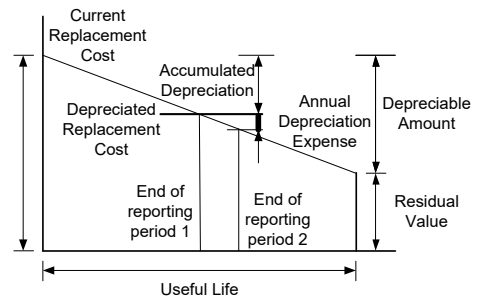 Current
Replacement
Cost
Accumulated
Depreciation
Depreciated
Replacement
Cost
Annual
Depreciation
Expense
Depreciable
Amount
End of
reporting
period 1
End of
reporting
period 2
Residual
Value
Useful Life